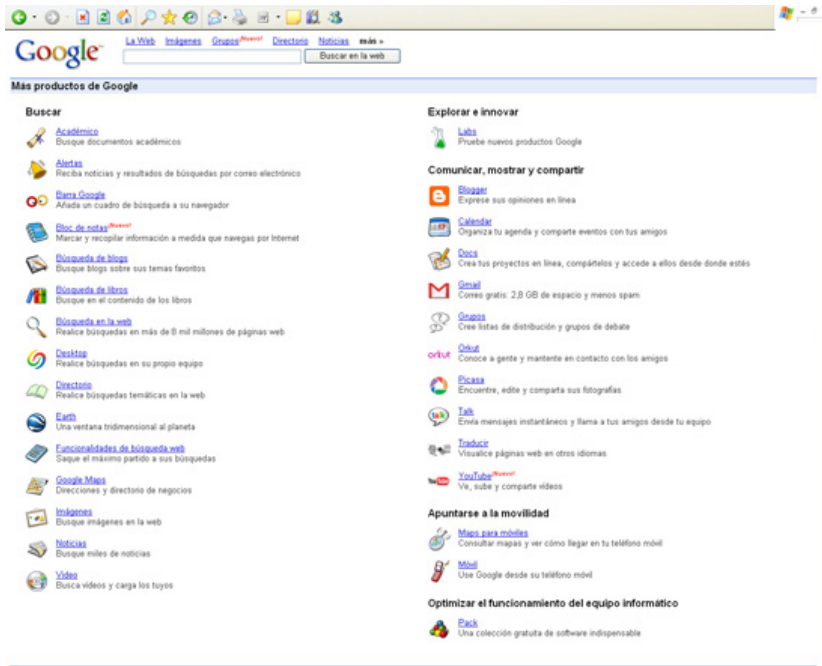 Google
La Web Imágenes Grupos ¡Nuevo! Directorio Noticias más »
Buscar en la web
Más productos de Google
Buscar
Académico
Busque documentos académicos
Alertas
Reciba noticias y resultados de búsquedas por correo electrónico
Barra Google
Añada un cuadro de búsqueda a su navegador
Bloc de notas ¡Nuevo!
Marcar y recopilar información a medida que navegas por Internet
Búsqueda de blogs
Busque blogs sobre sus temas favoritos
Búsqueda de libros
Busque en el contenido de los libros
Búsqueda en la web
Realice búsquedas en más de 8 mil millones de páginas web
Desktop
Realice búsquedas en su propio equipo
Directorio
Realice búsquedas temáticas en la web
Earth
Una ventana tridimensional al planeta
Funcionalidades de búsqueda web
Saque el máximo partido a sus búsquedas
Google Maps
Direcciones y directorio de negocios
Imágenes
Busque imágenes en la web
Noticias
Busque miles de noticias
Video
Busca vídeos y carga los tuyos
Explorar e innovar
Labs
Pruebe nuevos productos Google
Comunicar, mostrar y compartir
Blogger
Exprese sus opiniones en línea
Calendar
Organiza tu agenda y comparte eventos con tus amigos
Docs
Crea tus proyectos en línea, compártelos y accede a ellos desde donde estés
Gmail
Correo gratis: 2,8 GB de espacio y menos spam
Grupos
Cree listas de distribución y grupos de debate
orkut
Orkut
Conoce a gente y mantente en contacto con los amigos
Picasa
Encuentre, edite y comparta sus fotografías
talk
Talk
Envía mensajes instantáneos y llama a tus amigos desde tu equipo
Traducir
Visualice páginas web en otros idiomas
YouTube ¡Nuevo!
Ve, sube y comparte vídeos
Apuntarse a la movilidad
Maps para móviles
Consultar mapas y ver cómo llegar en tu teléfono móvil
Móvil
Use Google desde su teléfono móvil
Optimizar el funcionamiento del equipo informático
Pack
Una colección gratuita de software indispensable